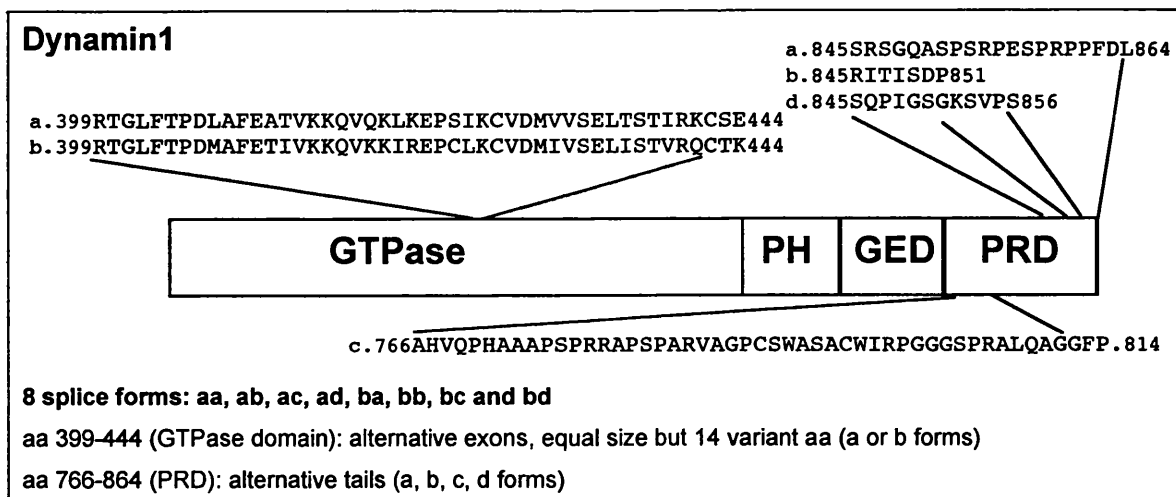 Dynamin1
a.845SRSGQASPSRPESPRPPFDL864
b.845RITISDP851
d.845SQPIGSGKSVPS856
a.399RTGLFTPDLAFEATVKKQVQKLKEPSIKCVDMVVSELTSTIRKCSE444
b.399RTGLFTPDMAFETIVKKQVKKIREPCLKCVDMIVSELISTVRQCTK444
GTPase PH GED PRD
c.766AHVQPHAAAPSPRRAPSPARVAGPCSWASACWIRPGGGSPRALQAGGFP.814
8 splice forms: aa, ab, ac, ad, ba, bb, bc and bd
aa 399-444 (GTPase domain): alternative exons, equal size but 14 variant aa (a or b forms)
aa 766-864 (PRD): alternative tails (a, b, c, d forms)